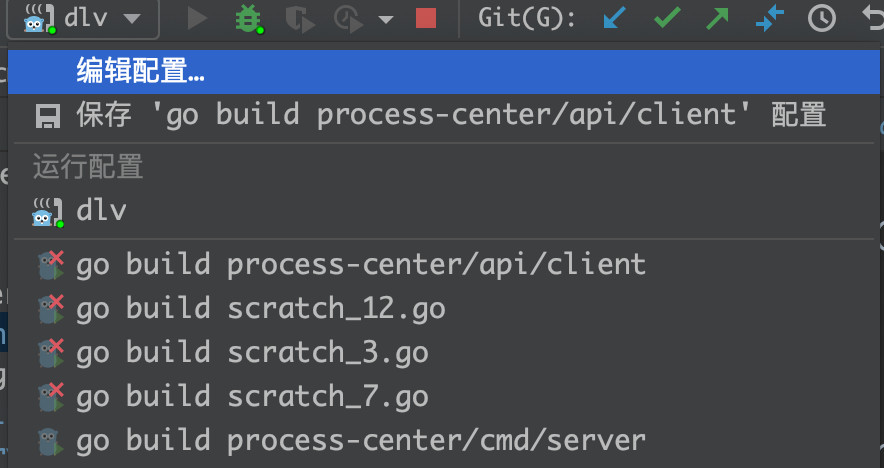 dlv
Git(G):
编辑配置...
保存 'go build process-center/api/client' 配置
运行配置
dlv
go build process-center/api/client
go build scratch_12.go
go build scratch_3.go
go build scratch_7.go
go build process-center/cmd/server